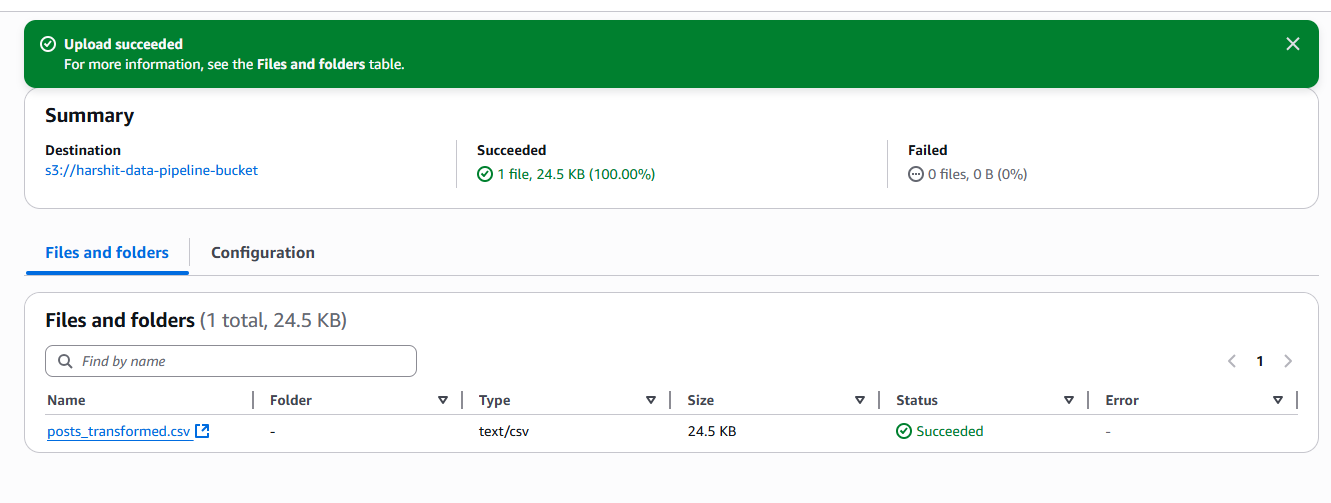 Upload succeeded
For more information, see the Files and folders table.
Summary
Destination
s3://harshit-data-pipeline-bucket
Succeeded
1 file, 24.5 KB (100.00%)
Failed
0 files, 0 B (0%)
Files and folders
Configuration
Files and folders (1 total, 24.5 KB)
Find by name
1
Name Folder Type Size Status Error
posts_transformed.csv - text/csv 24.5 KB Succeeded -